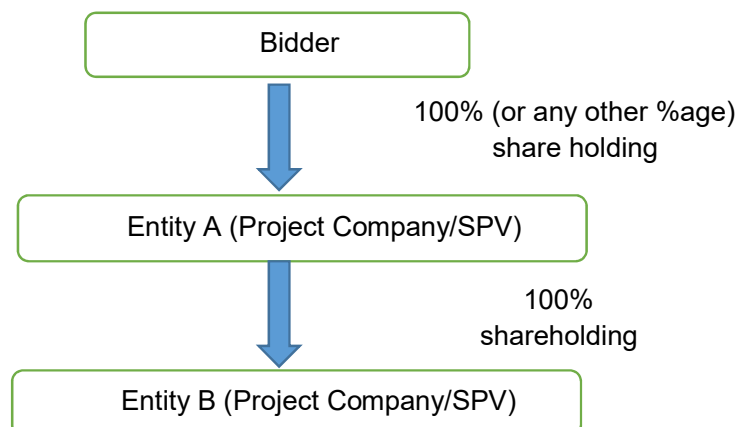 Bidder
100% (or any other %age)
share holding
Entity A (Project Company/SPV)
100%
shareholding
Entity B (Project Company/SPV)